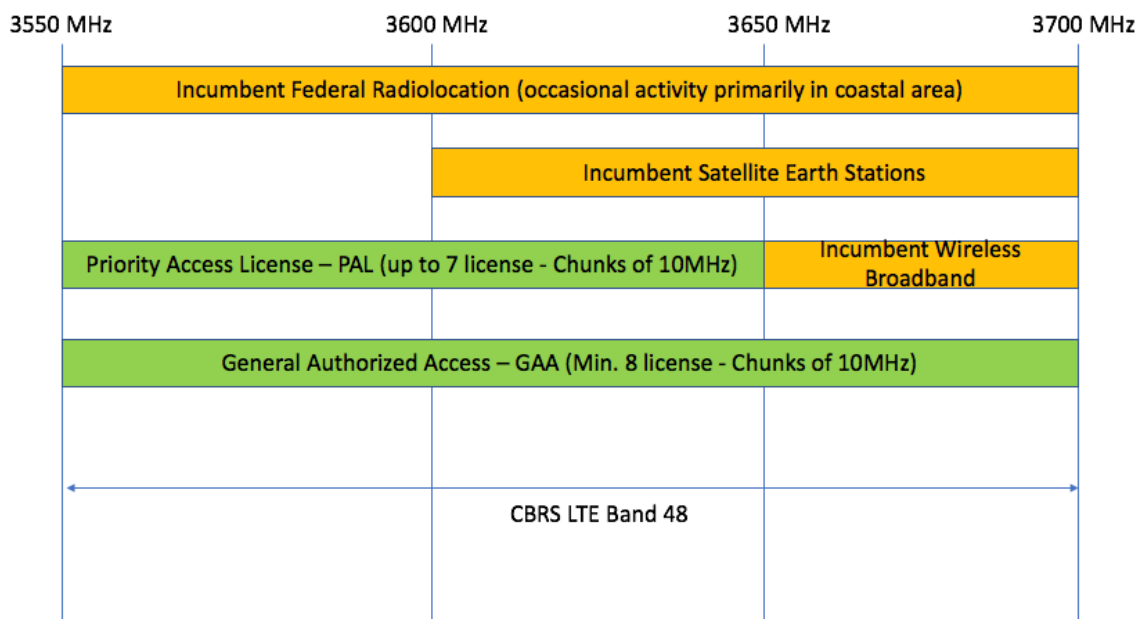 3550 MHz
3600 MHz
3650 MHz
3700 MHz
Incumbent Federal Radiolocation (occasional activity primarily in coastal area)
Incumbent Satellite Earth Stations
Priority Access License – PAL (up to 7 license - Chunks of 10MHz)
Incumbent Wireless
Broadband
General Authorized Access – GAA (Min. 8 license - Chunks of 10MHz)
CBRS LTE Band 48